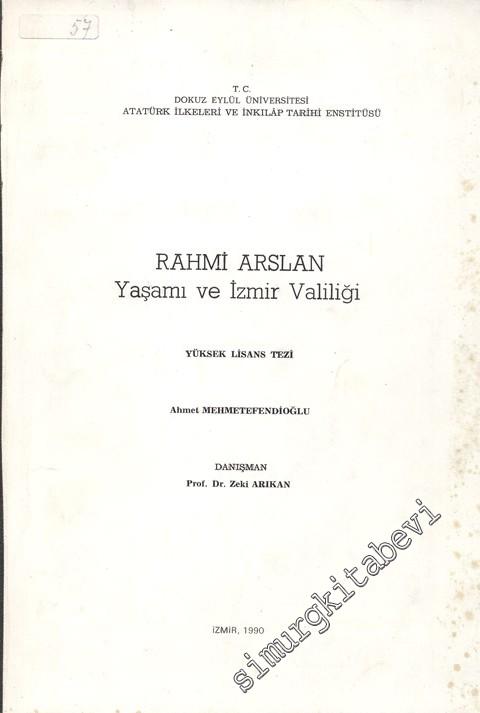 57
T. C.
DOKUZ EYLÜL ÜNİVERSİTESİ
ATATÜRK İLKELERİ VE İNKILÂP TARİHİ ENSTİTÜSÜ
RAHMİ ARSLAN
Yaşamı ve İzmir Valiliği
YÜKSEK LİSANS TEZİ
Ahmet MEHMETEFENDİOĞLU
DANIŞMAN
Prof. Dr. Zeki ARIKAN
İZMİR, 1990
simurgkitabevi